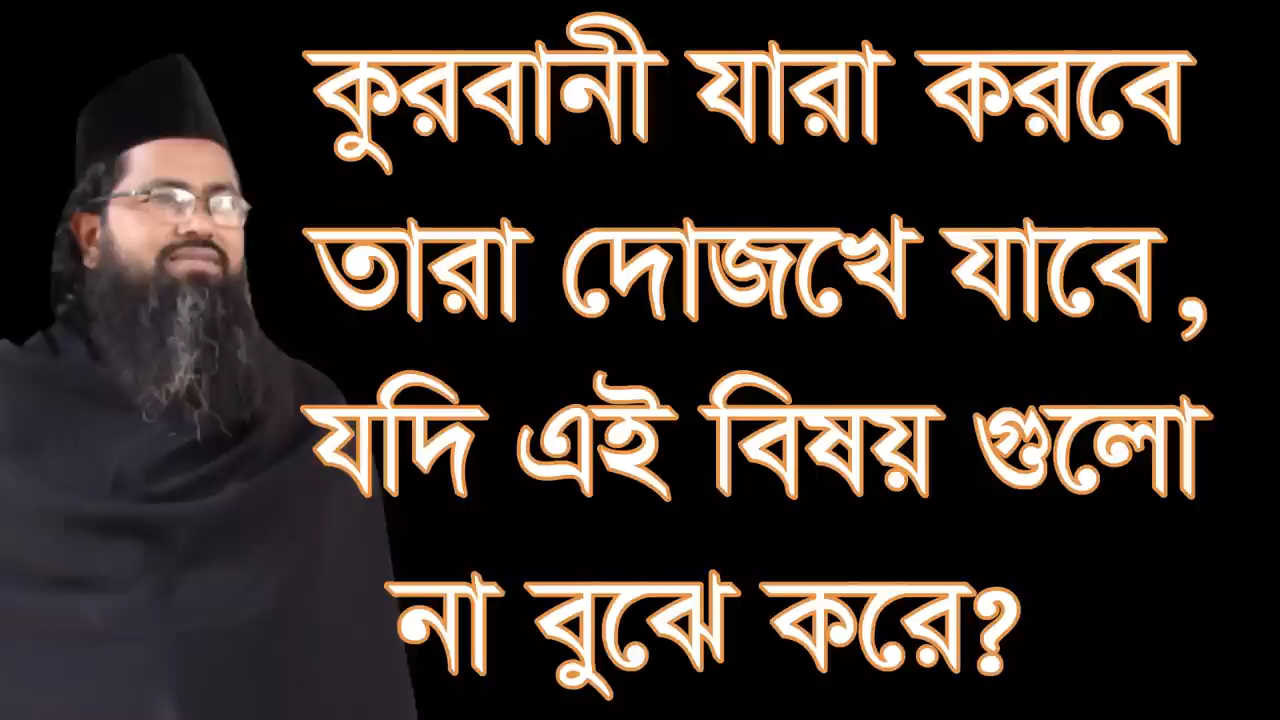 কুরবানী যারা করবে
তারা দোজখে যাবে,
যদি এই বিষয় গুলো
না বুঝে করে?